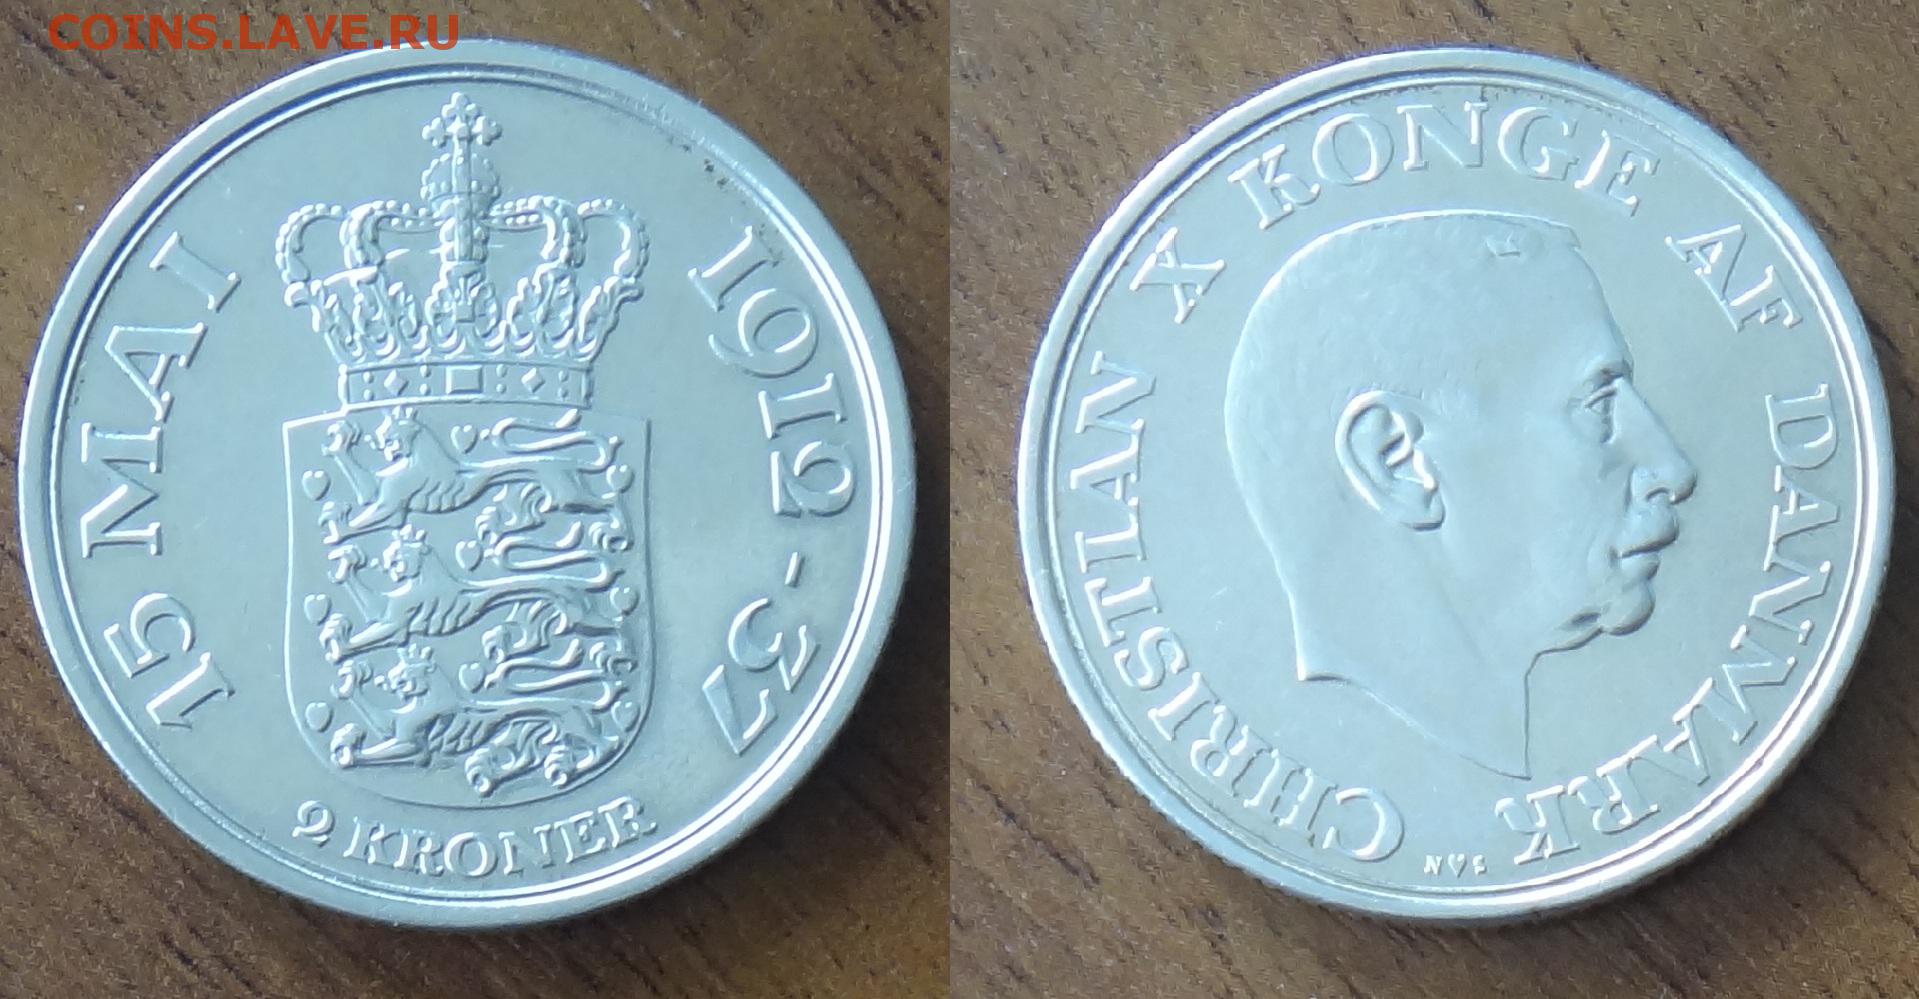 COINS.LAVE.RU
15 MAI 1912 - 37
2 KRONER
CHRISTIAN X KONGE AF DANMARK
N♥S